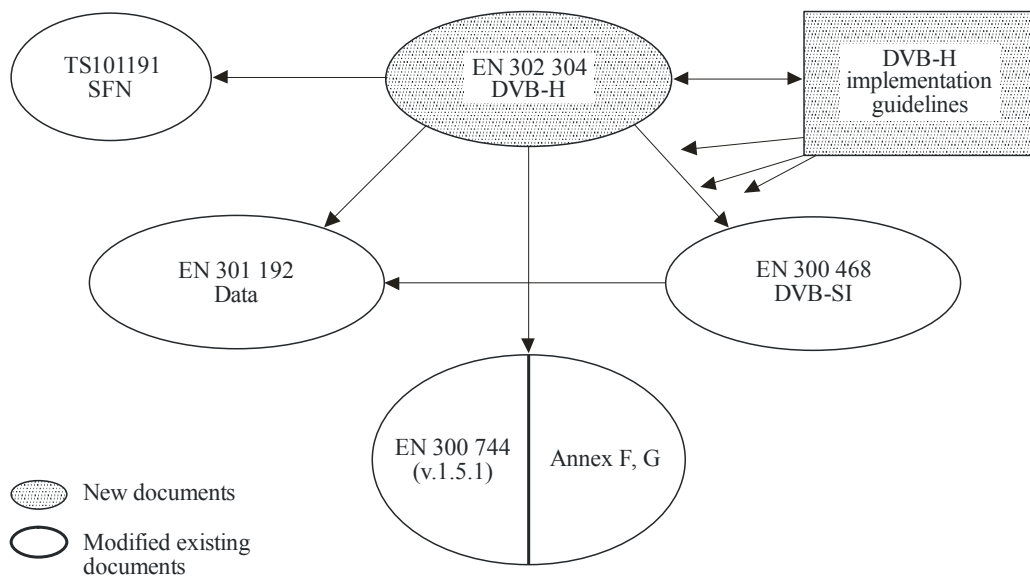 TS101191
SFN
EN 302 304
DVB-H
DVB-H
implementation
guidelines
EN 301 192
Data
EN 300 468
DVB-SI
EN 300 744
(v.1.5.1)
Annex F, G
New documents
Modified existing
documents